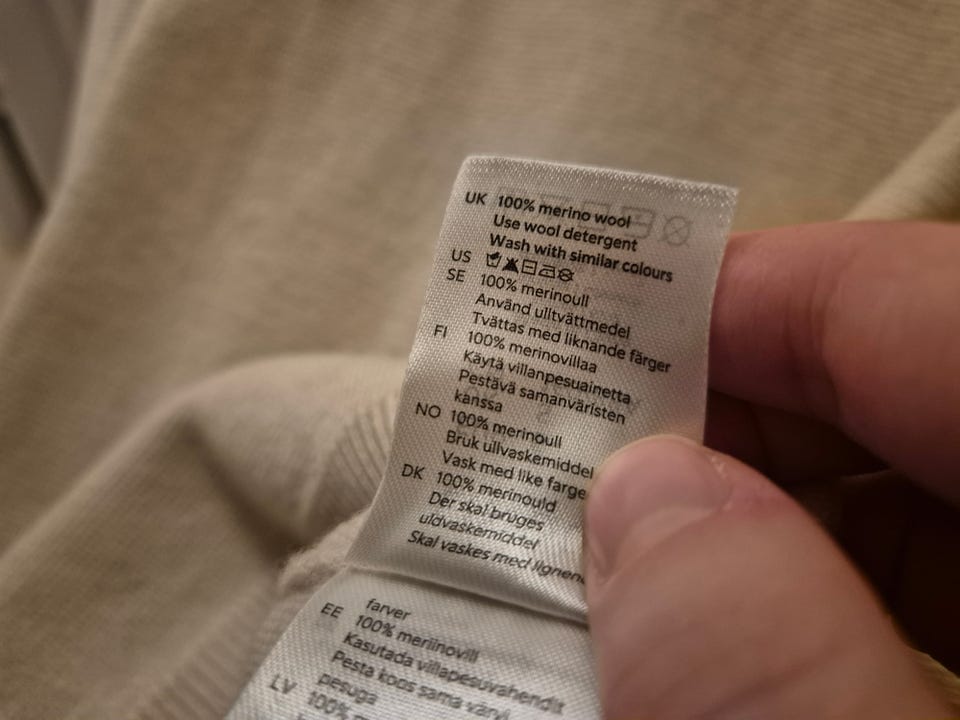 UK 100% merino wool
Use wool detergent
Wash with similar colours
US
SE 100% merinoull
Använd ulltvättmedel
Tvättas med liknande färger
FI 100% merinovillaa
Käytä villanpesuainetta
Pestävä samanväristen
kanssa
NO 100% merinoull
Bruk ullvaskemiddel
Vask med like farge
DK 100% merinould
Der skal bruges
uldvaskemiddel
Skal vaskes med lignen
farver
EE 100% meriinovill
Kasutada villapesuvahendit
Pesta koos sama värvi
pesuga
LV 100%